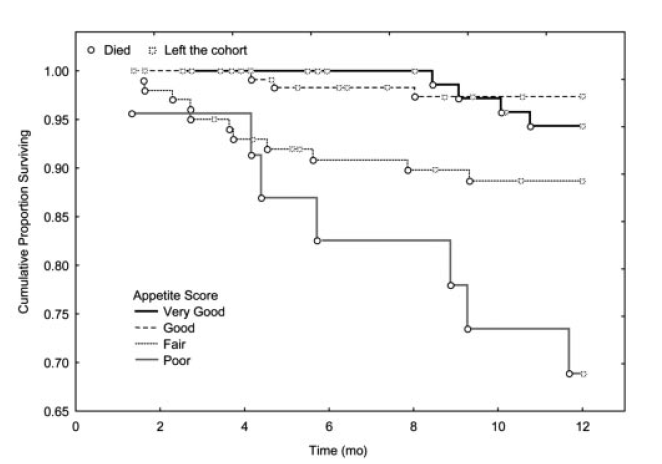 Died Left the cohort
1.00
0.95
0.90
0.85
0.80
0.75
0.70
0.65
Cumulative Proportion Surviving
Appetite Score
Very Good
Good
Fair
Poor
0 2 4 6 8 10 12
Time (mo)